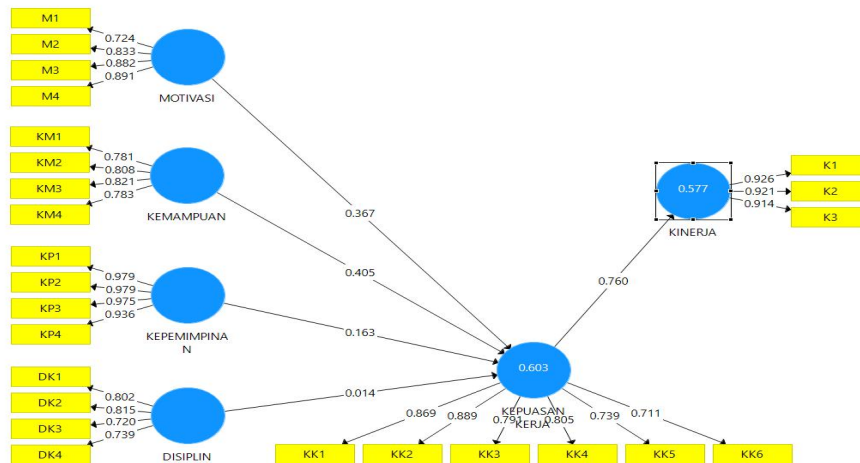 M1
0.724
M2
0.833
M3
0.882
M4
0.891
MOTIVASI
KM1
0.781
KM2
0.808
KM3
0.821
KM4
0.783
KEMAMPUAN
KP1
0.979
KP2
0.979
KP3
0.975
KP4
0.936
KEPEMIMPINA
N
DK1
0.802
DK2
0.815
DK3
0.720
DK4
0.739
DISIPLIN
0.367
0.405
0.163
0.014
0.603
KEPUASAN
KERJA
0.869
0.889
0.791
0.805
0.739
0.711
KK1
KK2
KK3
KK4
KK5
KK6
0.760
0.577
KINERJA
0.926
K1
0.921
K2
0.914
K3